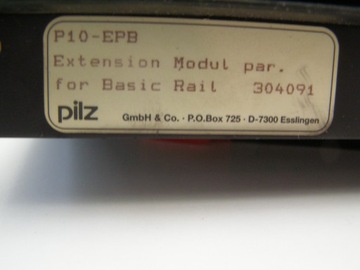 P10-EPB
Extension Modul par.
for Basic Rail 304091
pilz GmbH & Co. · P.O.Box 725 · D-7300 Esslingen